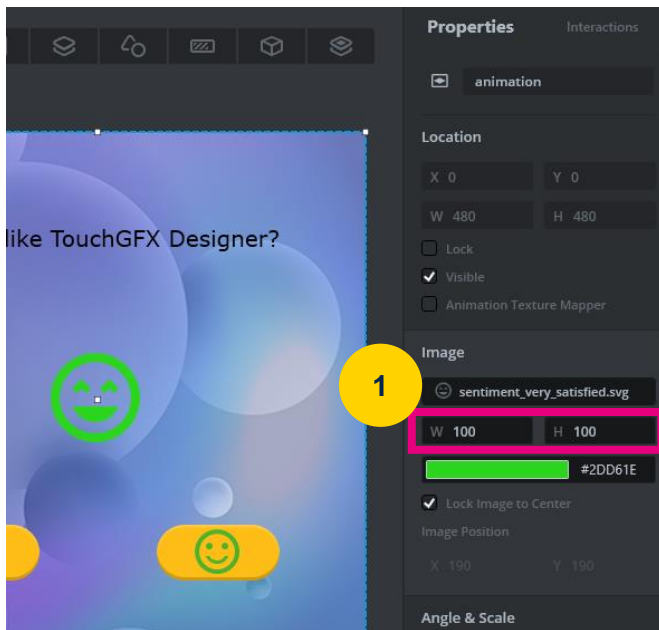 Properties
Interactions
animation
Location
X 0
Y 0
W 480
H 480
Lock
Visible
Animation Texture Mapper
like TouchGFX Designer?
Image
1
sentiment_very_satisfied.svg
W 100
H 100
#2DD61E
Lock Image to Center
Image Position
X 190
Y 190
Angle & Scale